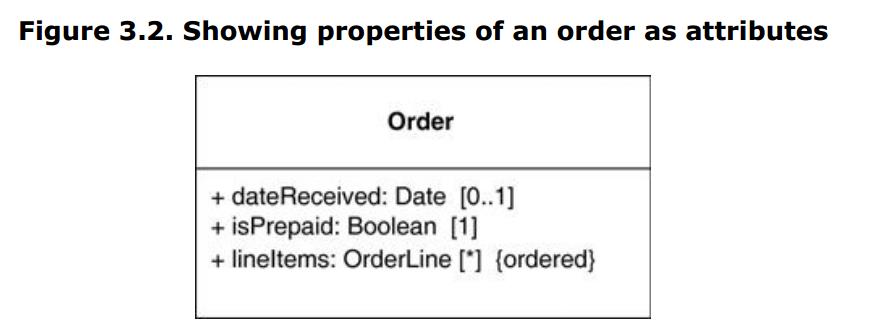 Figure 3.2. Showing properties of an order as attributes
Order
+ dateReceived: Date [0..1]
+ isPrepaid: Boolean [1]
+ lineItems: OrderLine [*] {ordered}